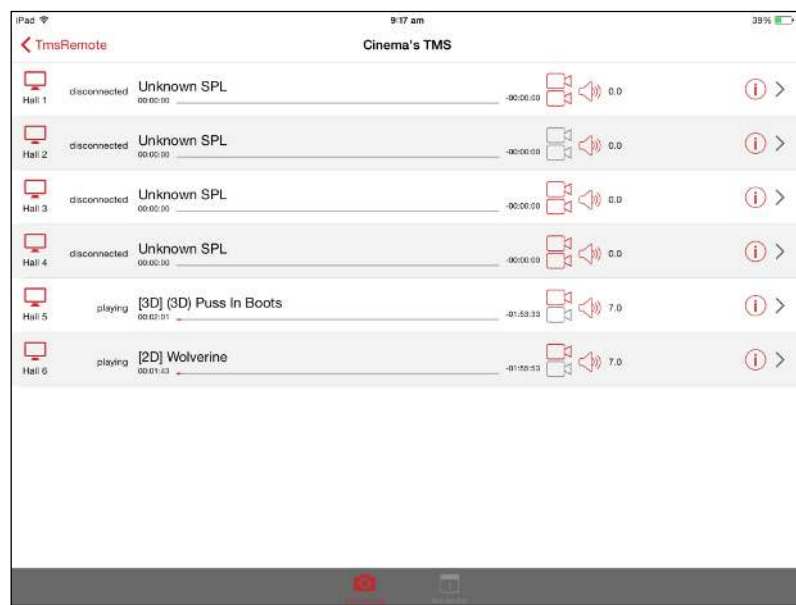 iPad 9:17 am 39%
TmsRemote Cinema's TMS
Hall 1 disconnected Unknown SPL 00:00:00 -00:00:00 0.0
Hall 2 disconnected Unknown SPL 00:00:00 -00:00:00 0.0
Hall 3 disconnected Unknown SPL 00:00:00 -00:00:00 0.0
Hall 4 disconnected Unknown SPL 00:00:00 -00:00:00 0.0
Hall 5 playing [3D] (3D) Puss In Boots 00:02:01 -01:53:33 7.0
Hall 6 playing [2D] Wolverine 00:01:43 7.0